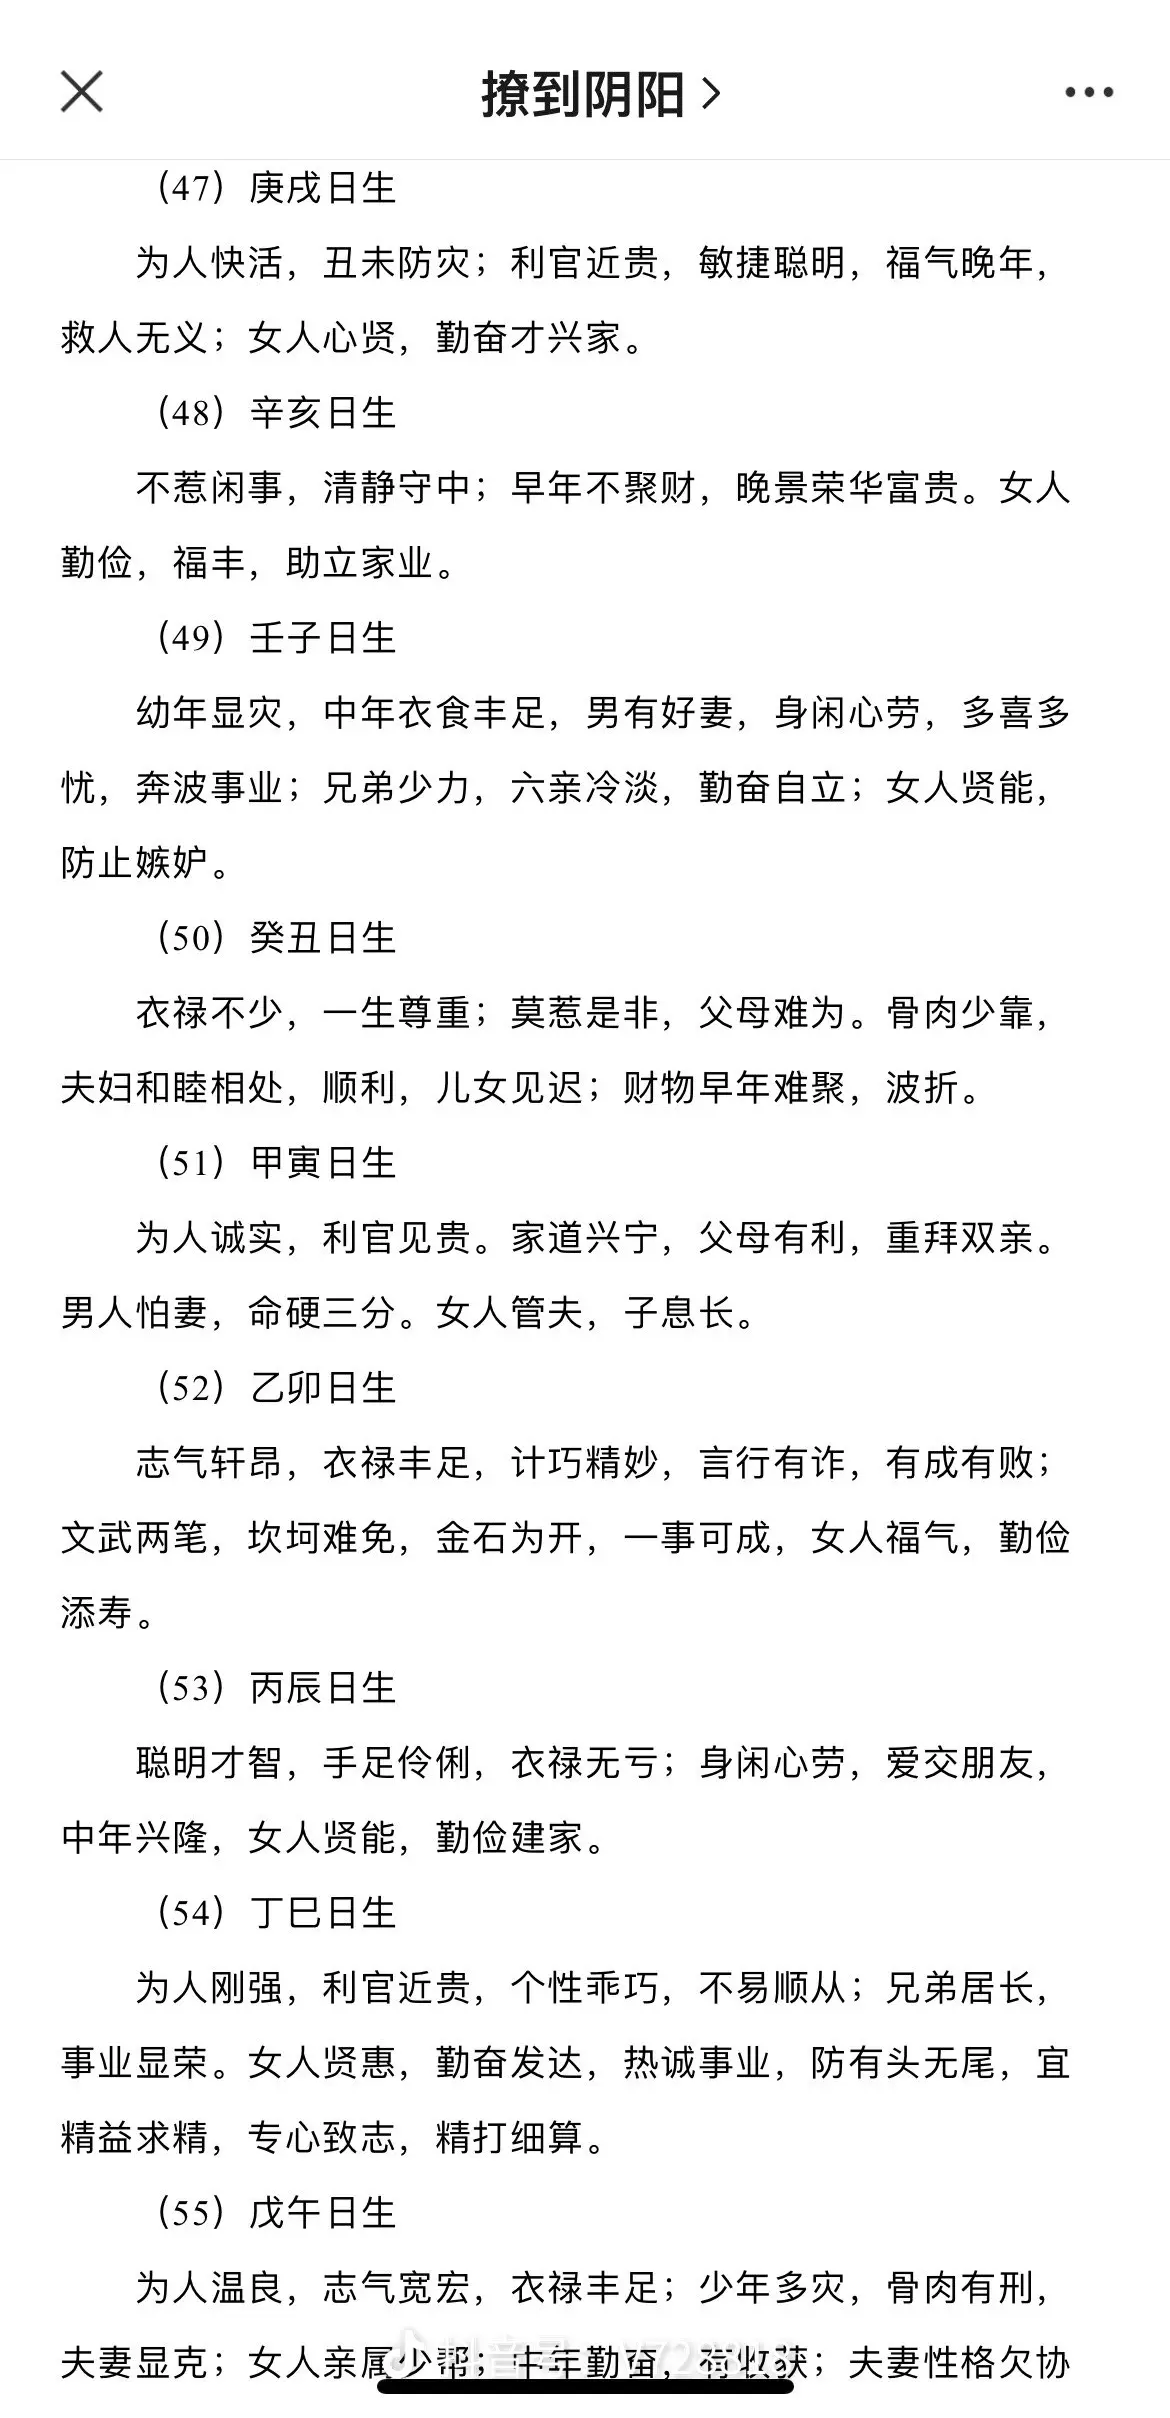 撩到阴阳
（47）庚戌日生
为人快活，丑未防灾；利官近贵，敏捷聪明，福气晚年，
救人无义；女人心贤，勤奋才兴家。
（48）辛亥日生
不惹闲事，清静守中；早年不聚财，晚景荣华富贵。女人
勤俭，福丰，助立家业。
（49）壬子日生
幼年显灾，中年衣食丰足，男有好妻，身闲心劳，多喜多
忧，奔波事业；兄弟少力，六亲冷淡，勤奋自立；女人贤能，
防止嫉妒。
（50）癸丑日生
衣禄不少，一生尊重；莫惹是非，父母难为。骨肉少靠，
夫妇和睦相处，顺利，儿女见迟；财物早年难聚，波折。
（51）甲寅日生
为人诚实，利官见贵。家道兴宁，父母有利，重拜双亲。
男人怕妻，命硬三分。女人管夫，子息长。
（52）乙卯日生
志气轩昂，衣禄丰足，计巧精妙，言行有诈，有成有败；
文武两笔，坎坷难免，金石为开，一事可成，女人福气，勤俭
添寿。
（53）丙辰日生
聪明才智，手足伶俐，衣禄无亏；身闲心劳，爱交朋友，
中年兴隆，女人贤能，勤俭建家。
（54）丁巳日生
为人刚强，利官近贵，个性乖巧，不易顺从；兄弟居长，
事业显荣。女人贤惠，勤奋发达，热诚事业，防有头无尾，宜
精益求精，专心致志，精打细算。
（55）戊午日生
为人温良，志气宽宏，衣禄丰足；少年多灾，骨肉有刑，
夫妻显克；女人亲属少帮；中年勤奋，有收获；夫妻性格欠协